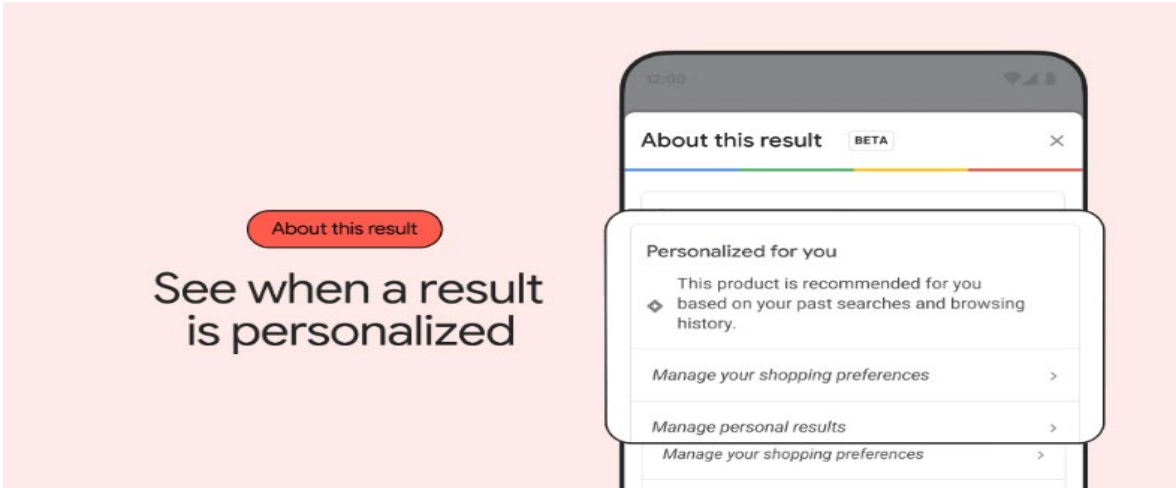 About this result
See when a result
is personalized
12:00
About this result BETA
Personalized for you
This product is recommended for you
based on your past searches and browsing
history.
Manage your shopping preferences
Manage personal results
Manage your shopping preferences